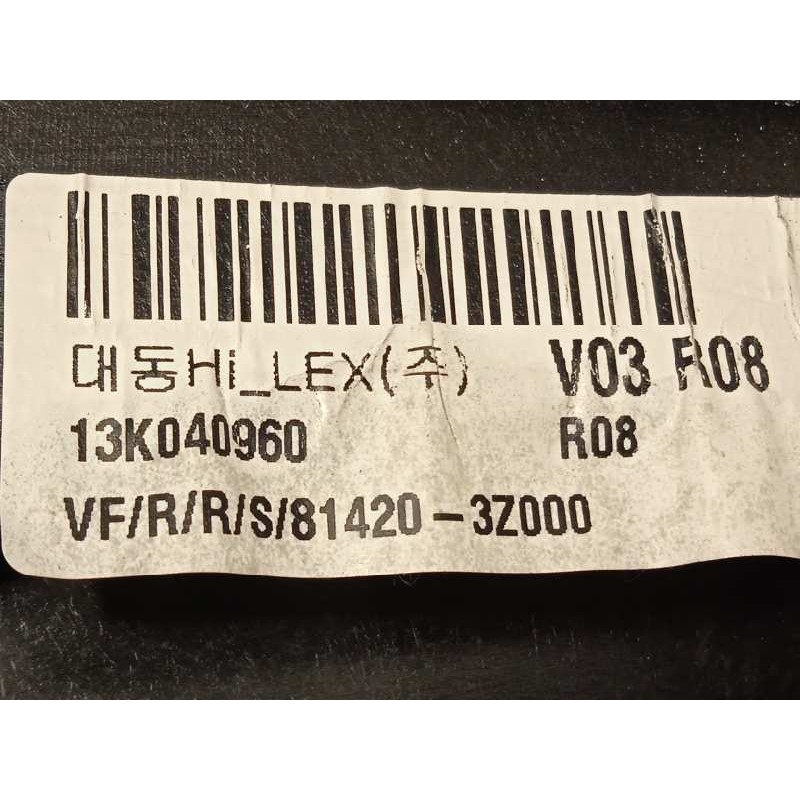 대동Hi_LEX(주) V03 R08
13K040960 R08
VF/R/R/S/81420-3Z000